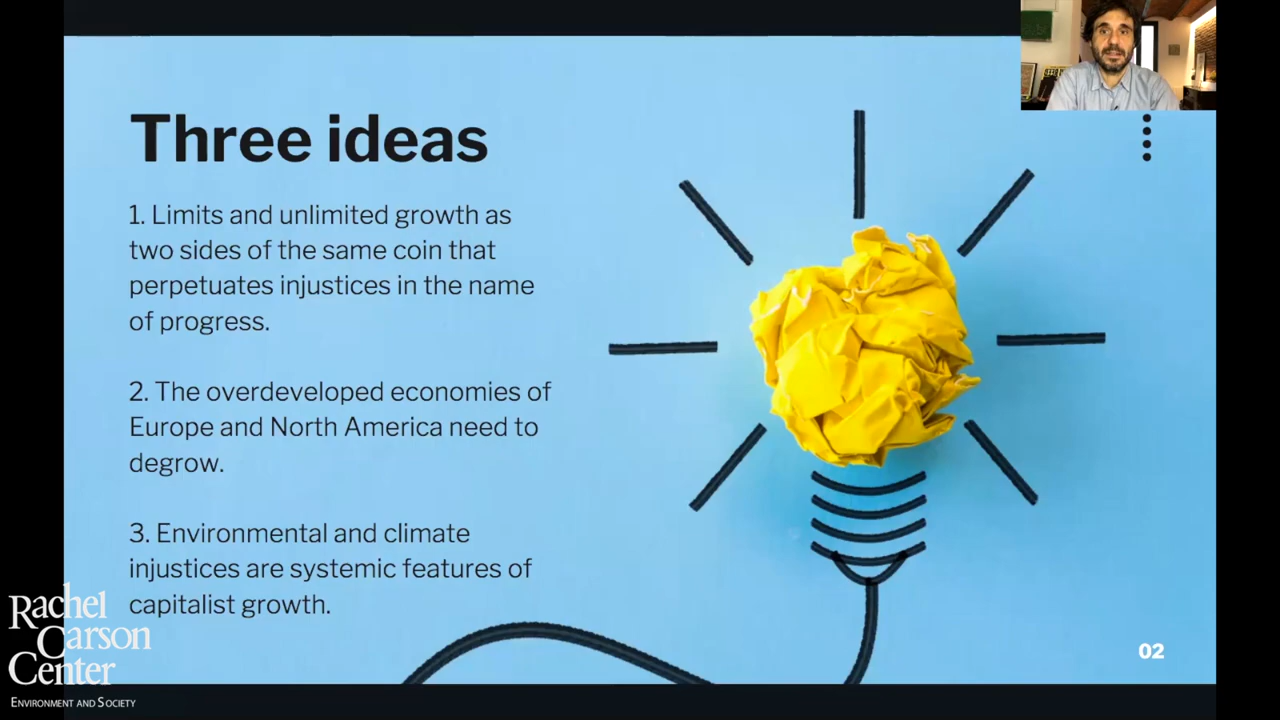 Three ideas
1. Limits and unlimited growth as
two sides of the same coin that
perpetuates injustices in the name
of progress.
2. The overdeveloped economies of
Europe and North America need to
degrow.
3. Environmental and climate
injustices are systemic features of
capitalist growth.
Rachel
Carson
Center
ENVIRONMENT AND SOCIETY
02